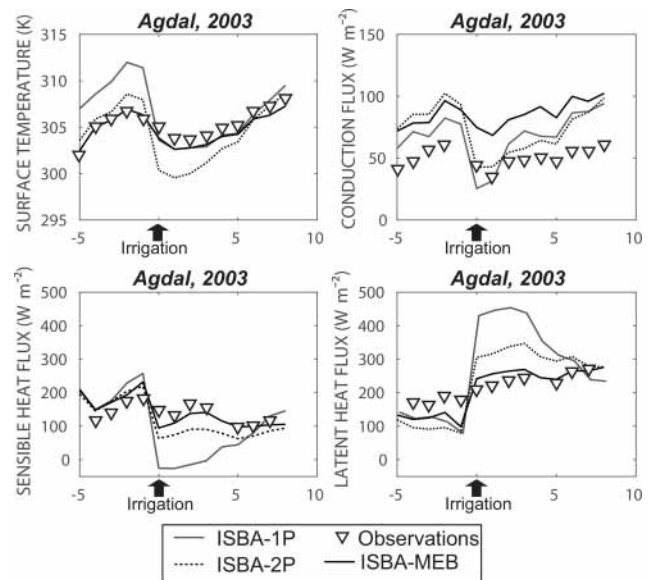 Agdal, 2003
Agdal, 2003
SURFACE TEMPERATURE (K)
315
310
305
300
295
-5
0
5
10
Irrigation
CONDUCTION FLUX (W m⁻²)
150
100
50
0
-5
0
5
10
Irrigation
Agdal, 2003
Agdal, 2003
SENSIBLE HEAT FLUX (W m⁻²)
500
400
300
200
100
0
-5
0
5
10
Irrigation
LATENT HEAT FLUX (W m⁻²)
500
400
300
200
100
0
-5
0
5
10
Irrigation
ISBA-1P
Observations
ISBA-2P
ISBA-MEB